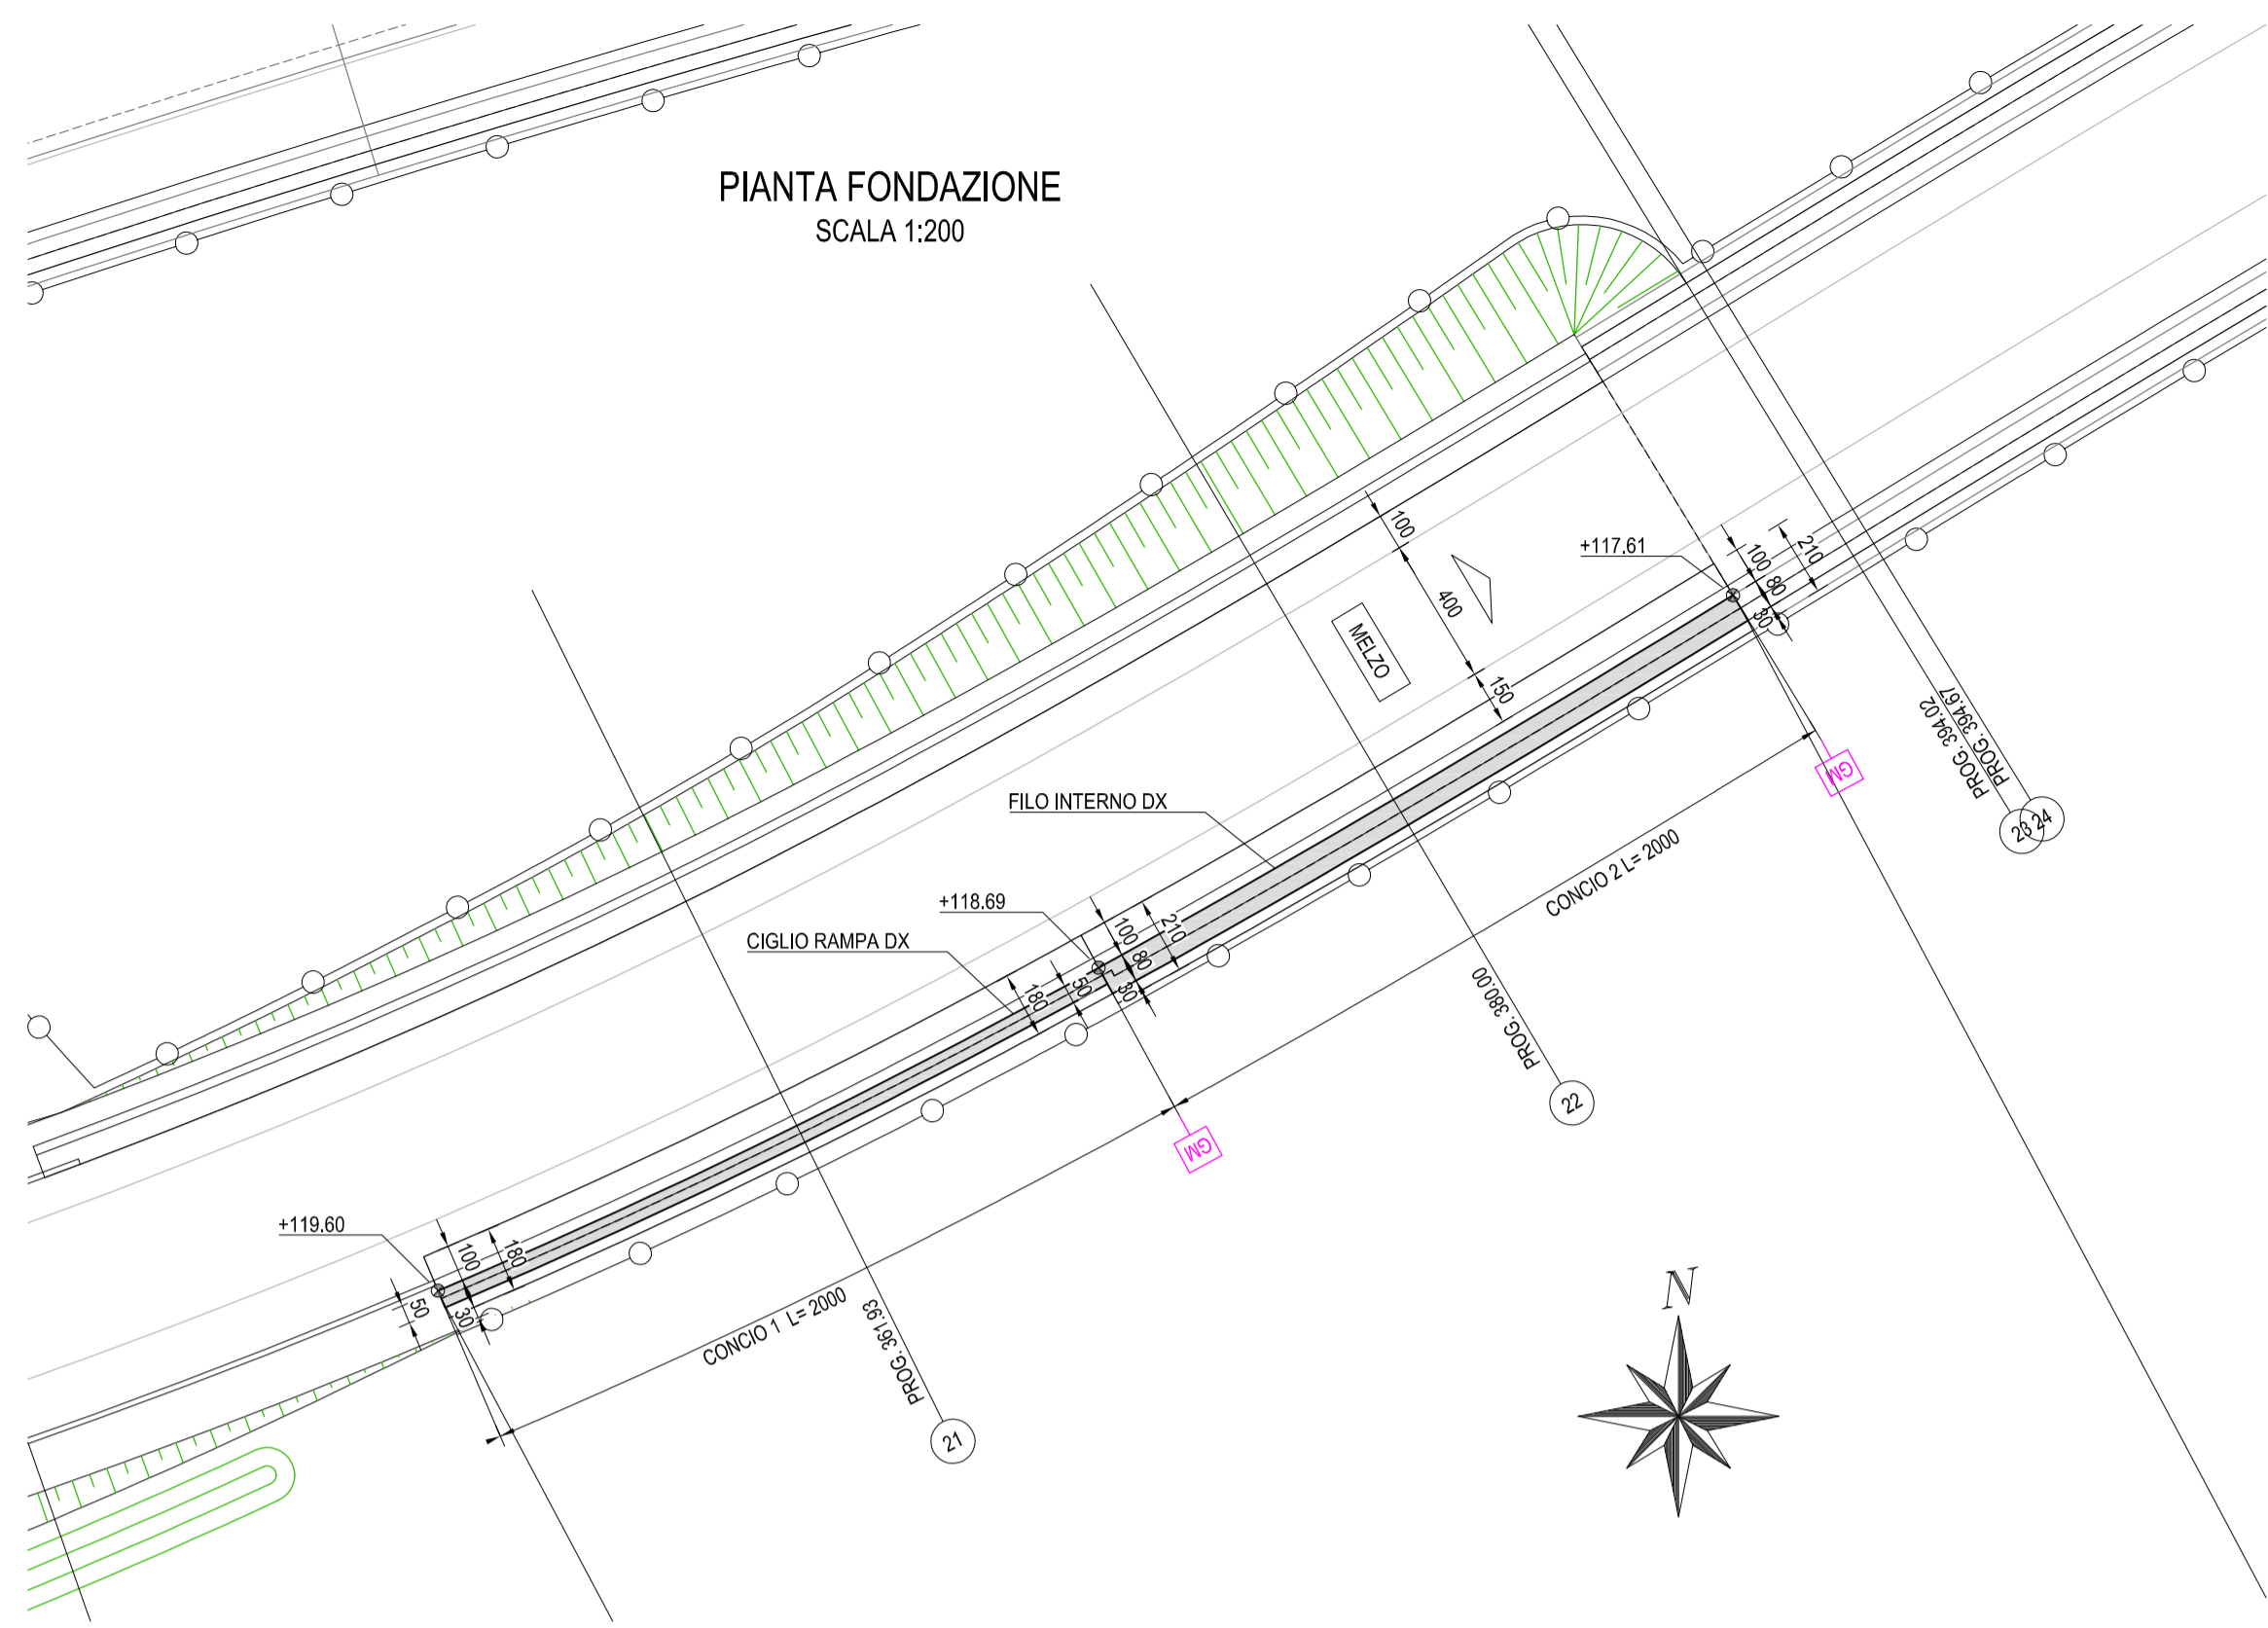 PIANTA FONDAZIONE
SCALA 1:200
100
400
150
MELZO
+117.61
100
80
30
210
PROG. 394.02
PROG. 394.67
23
24
GM
FILO INTERNO DX
CONCIO 2 L= 2000
+118.69
100
80
30
210
CIGLIO RAMPA DX
180
50
PROG. 380.00
22
GM
+119.60
100
180
50
30
CONCIO 1 L= 2000
PROG. 361.93
21
N